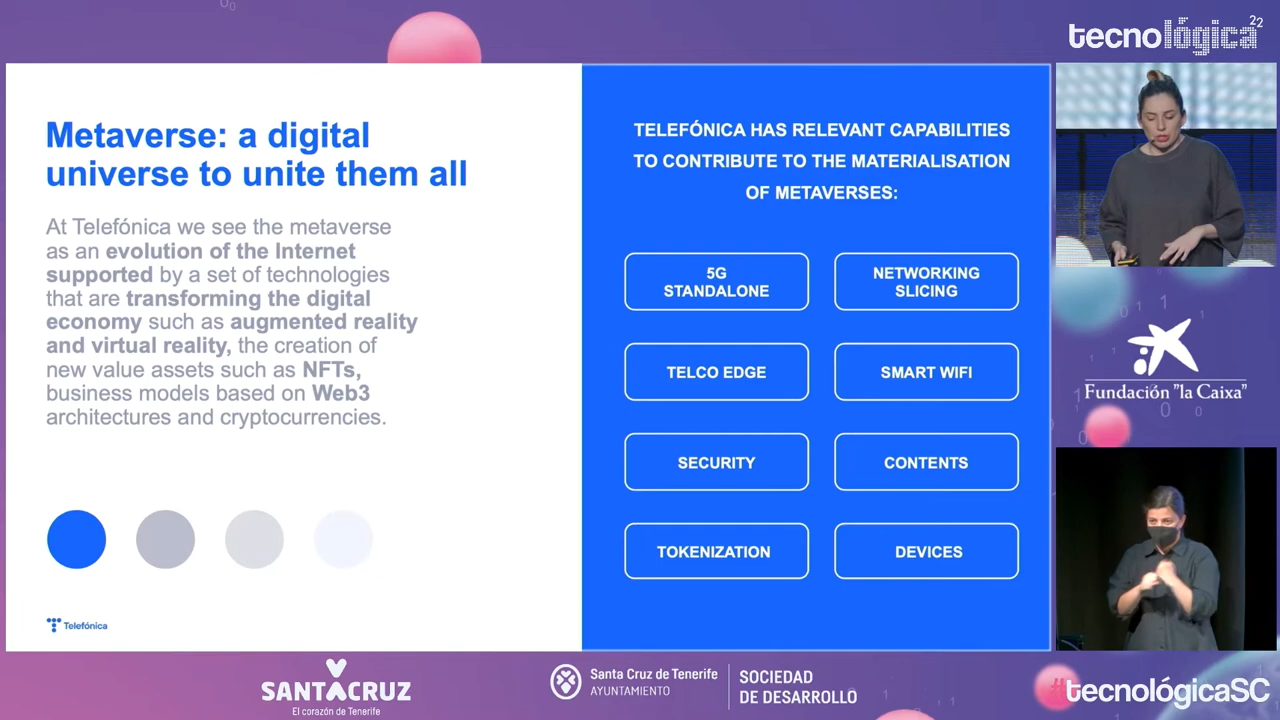 tecnológica22
Metaverse: a digital
universe to unite them all
At Telefónica we see the metaverse
as an evolution of the Internet
supported by a set of technologies
that are transforming the digital
economy such as augmented reality
and virtual reality, the creation of
new value assets such as NFTs,
business models based on Web3
architectures and cryptocurrencies.
Telefónica
TELEFÓNICA HAS RELEVANT CAPABILITIES
TO CONTRIBUTE TO THE MATERIALISATION
OF METAVERSES:
5G
STANDALONE
NETWORKING
SLICING
TELCO EDGE
SMART WIFI
SECURITY
CONTENTS
TOKENIZATION
DEVICES
Fundación "la Caixa"
SANTACRUZ
El corazón de Tenerife
Santa Cruz de Tenerife
AYUNTAMIENTO
SOCIEDAD
DE DESARROLLO
#tecnológicaSC